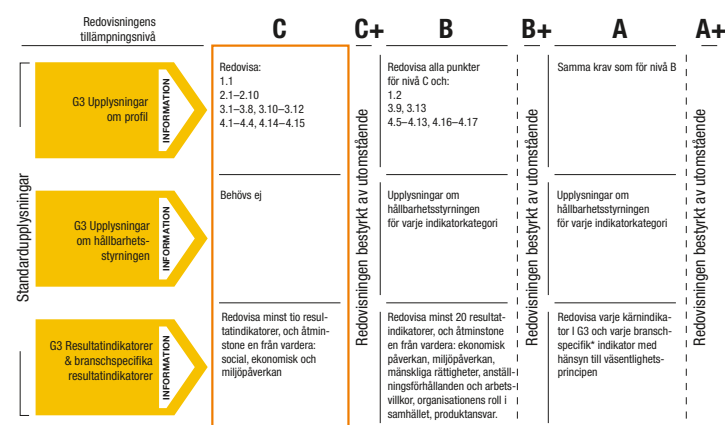 Redovisningens
tillämpningsnivå
C
C+
B
B+
A
A+
Standardupplysningar
G3 Upplysningar
om profil
INFORMATION
Redovisa:
1.1
2.1–2.10
3.1–3.8, 3.10–3.12
4.1–4.4, 4.14–4.15
Redovisningen bestyrkt av utomstående
Redovisa alla punkter
för nivå C och:
1.2
3.9, 3.13
4.5–4.13, 4.16–4.17
Redovisningen bestyrkt av utomstående
Samma krav som för nivå B
Redovisningen bestyrkt av utomstående
G3 Upplysningar
om hållbarhets-
styrningen
INFORMATION
Behövs ej
Upplysningar om
hållbarhetsstyrningen
för varje indikatorkategori
Upplysningar om
hållbarhetsstyrningen
för varje indikatorkategori
G3 Resultatindikatorer
& branschspecifika
resultatindikatorer
INFORMATION
Redovisa minst tio resul-
tatindikatorer, och åtmin-
stone en från vardera:
social, ekonomisk och
miljöpåverkan
Redovisa minst 20 resultat-
indikatorer, och åtminstone
en från vardera: ekonomisk
påverkan, miljöpåverkan,
mänskliga rättigheter, anställ-
ningsförhållanden och arbets-
villkor, organisationens roll i
samhället, produktansvar.
Redovisa varje kärnindika-
tor I G3 och varje bransch-
specifik* indikator med
hänsyn till väsentlighets-
principen